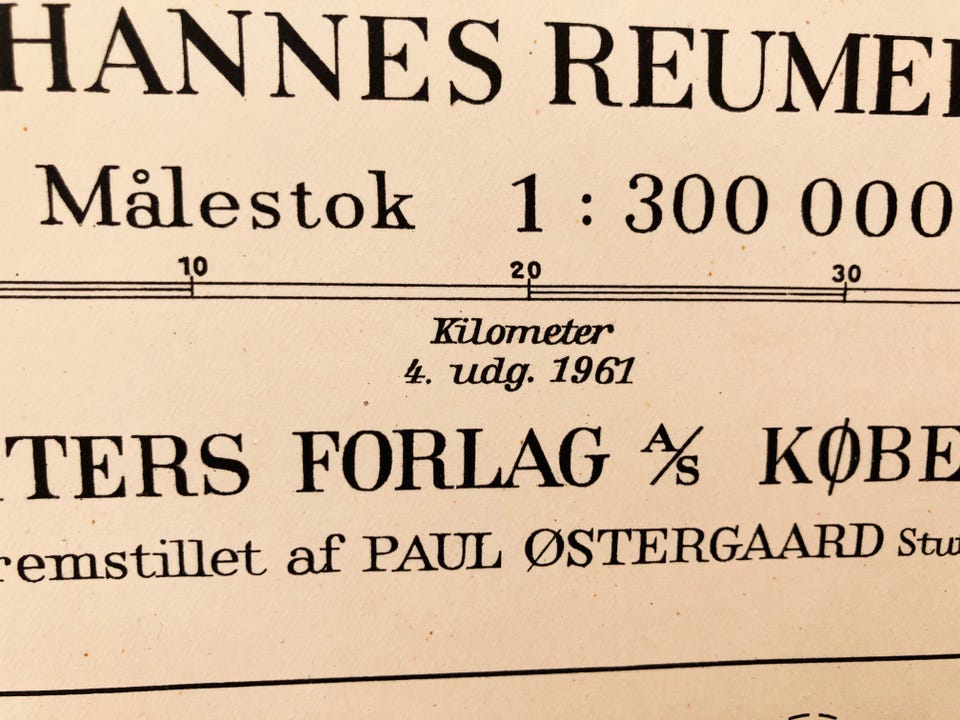 HANNES REUME
Målestok 1 : 300 000
10 20 30
Kilometer
4. udg. 1961
TERS FORLAG A/S KØBE
remstillet af PAUL ØSTERGAARD Stu